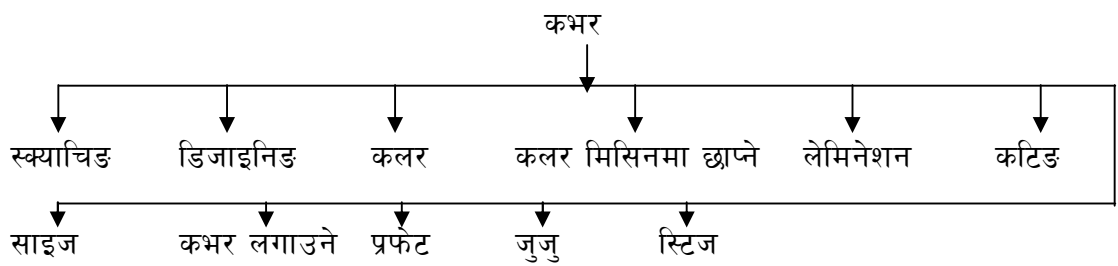 कभर
स्क्याचिङ डिजाइनिङ कलर कलर मिसिनमा छाप्ने लेमिनेशन कटिङ
साइज कभर लगाउने प्रफेट जुजु स्टिज